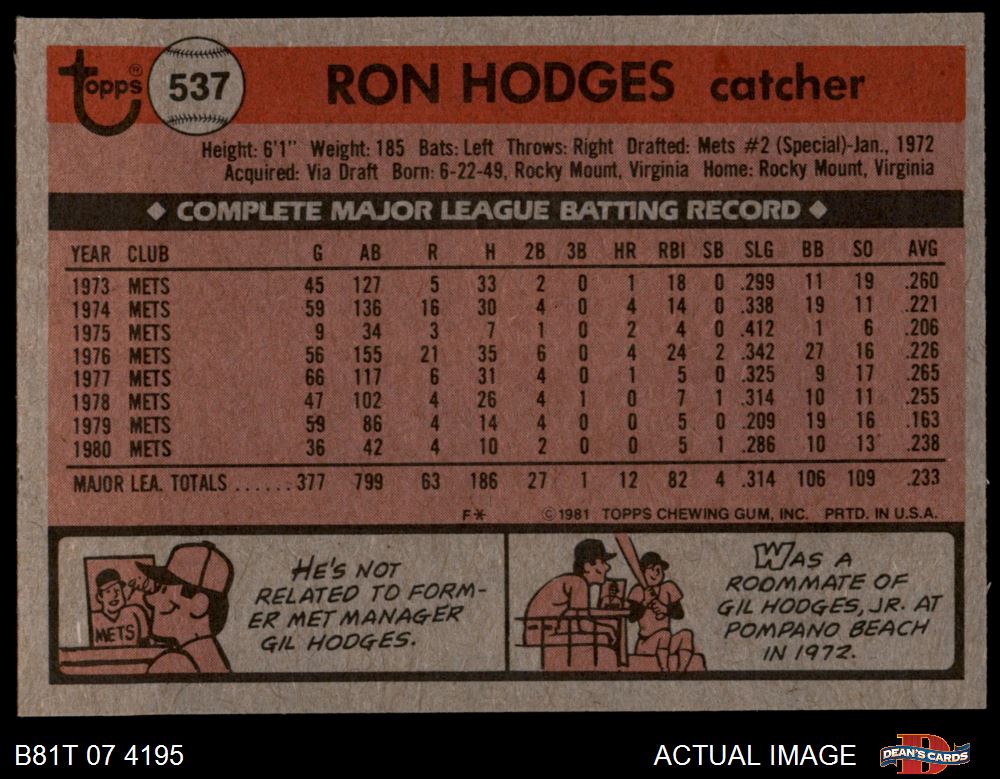 topps® 537 RON HODGES catcher
Height: 6'1" Weight: 185 Bats: Left Throws: Right Drafted: Mets #2 (Special)-Jan., 1972
Acquired: Via Draft Born: 6-22-49, Rocky Mount, Virginia Home: Rocky Mount, Virginia
◆ COMPLETE MAJOR LEAGUE BATTING RECORD ◆
YEAR CLUB G AB R H 2B 3B HR RBI SB SLG BB SO AVG
1973 METS 45 127 5 33 2 0 1 18 0 .299 11 19 .260
1974 METS 59 136 16 30 4 0 4 14 0 .338 19 11 .221
1975 METS 9 34 3 7 1 0 2 4 0 .412 1 6 .206
1976 METS 56 155 21 35 6 0 4 24 2 .342 27 16 .226
1977 METS 66 117 6 31 4 0 1 5 0 .325 9 17 .265
1978 METS 47 102 4 26 4 1 0 7 1 .314 10 11 .255
1979 METS 59 86 4 14 4 0 0 5 0 .209 19 16 .163
1980 METS 36 42 4 10 2 0 0 5 1 .286 10 13 .238
MAJOR LEA. TOTALS ......377 799 63 186 27 1 12 82 4 .314 106 109 .233
F* © 1981 TOPPS CHEWING GUM, INC. PRTD. IN U.S.A.
Gil
METS
HE'S NOT
RELATED TO FORM-
ER MET MANAGER
GIL HODGES.
WAS A
ROOMMATE OF
GIL HODGES, JR. AT
POMPANO BEACH
IN 1972.
B81T 07 4195 ACTUAL IMAGE DEAN'S CARDS